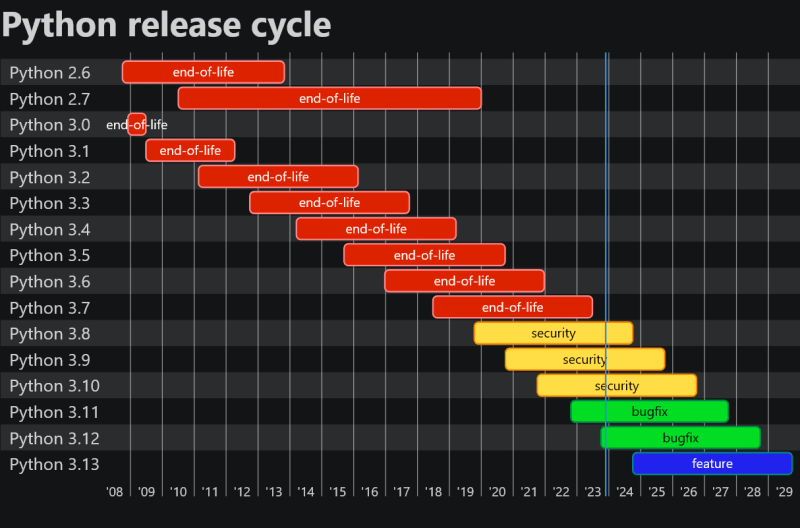 Python release cycle
Python 2.6 end-of-life
Python 2.7 end-of-life
Python 3.0 end-of-life
Python 3.1 end-of-life
Python 3.2 end-of-life
Python 3.3 end-of-life
Python 3.4 end-of-life
Python 3.5 end-of-life
Python 3.6 end-of-life
Python 3.7 end-of-life
Python 3.8 security
Python 3.9 security
Python 3.10 security
Python 3.11 bugfix
Python 3.12 bugfix
Python 3.13 feature
'08 '09 '10 '11 '12 '13 '14 '15 '16 '17 '18 '19 '20 '21 '22 '23 '24 '25 '26 '27 '28 '29